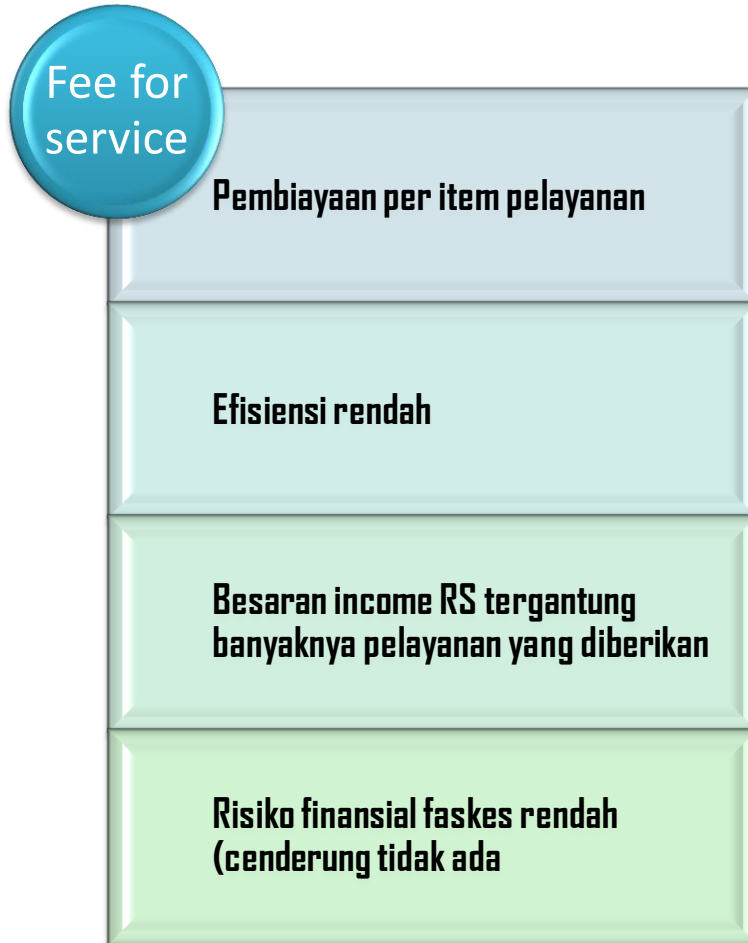 Fee for
service
Pembiayaan per item pelayanan
Efisiensi rendah
Besaran income RS tergantung
banyaknya pelayanan yang diberikan
Risiko finansial faskes rendah
(cenderung tidak ada